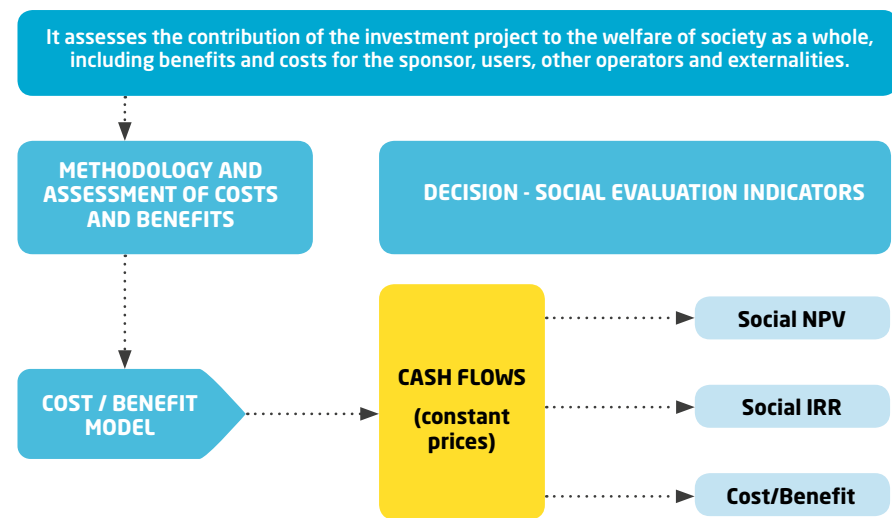 It assesses the contribution of the investment project to the welfare of society as a whole,
including benefits and costs for the sponsor, users, other operators and externalities.
METHODOLOGY AND
ASSESSMENT OF COSTS
AND BENEFITS
DECISION - SOCIAL EVALUATION INDICATORS
COST / BENEFIT
MODEL
CASH FLOWS
(constant
prices)
Social NPV
Social IRR
Cost/Benefit